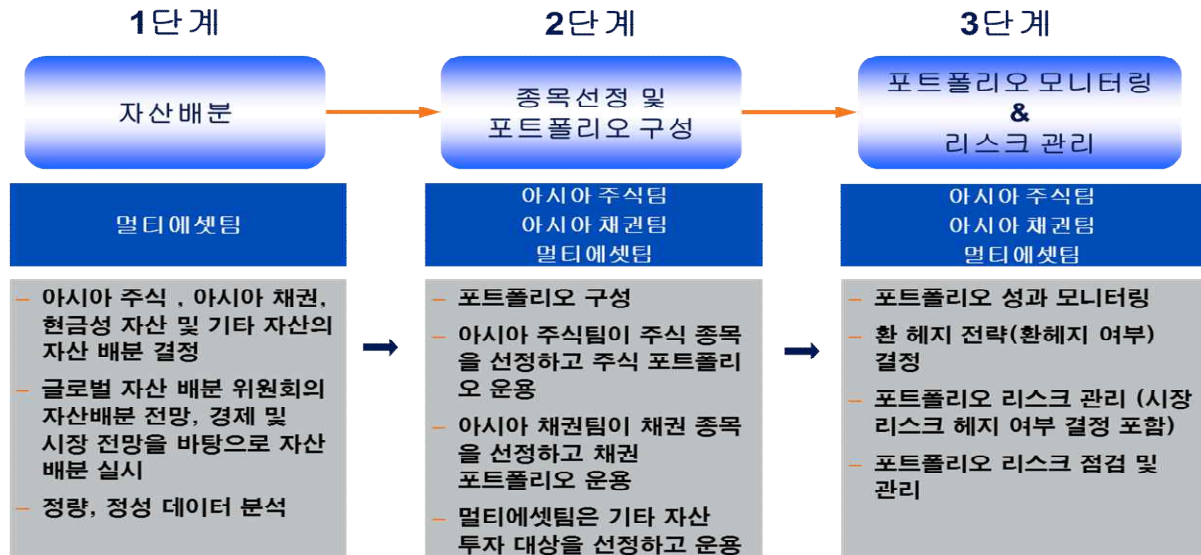 1단계
자산배분
멀티에셋팀
– 아시아 주식 , 아시아 채권,
현금성 자산 및 기타 자산의
자산 배분 결정
– 글로벌 자산 배분 위원회의
자산배분 전망, 경제 및
시장 전망을 바탕으로 자산
배분 실시
– 정량, 정성 데이터 분석
2단계
종목선정 및
포트폴리오 구성
아시아 주식팀
아시아 채권팀
멀티에셋팀
– 포트폴리오 구성
– 아시아 주식팀이 주식 종목
을 선정하고 주식 포트폴리
오 운용
– 아시아 채권팀이 채권 종목
을 선정하고 채권
포트폴리오 운용
– 멀티에셋팀은 기타 자산
투자 대상을 선정하고 운용
3단계
포트폴리오 모니터링
&
리스크 관리
아시아 주식팀
아시아 채권팀
멀티에셋팀
– 포트폴리오 성과 모니터링
– 환 헤지 전략(환헤지 여부)
결정
– 포트폴리오 리스크 관리 (시장
리스크 헤지 여부 결정 포함)
– 포트폴리오 리스크 점검 및
관리